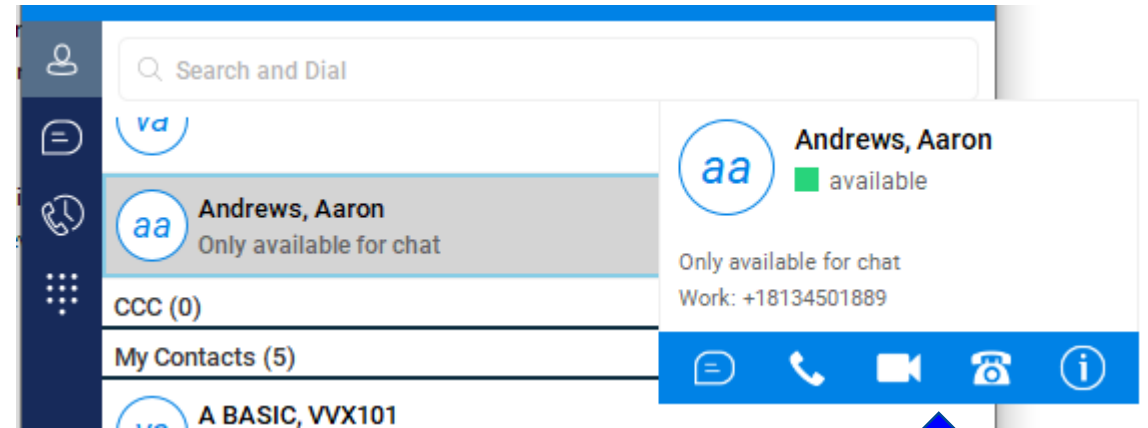 Search and Dial
va
Andrews, Aaron
available
aa
aa
Andrews, Aaron
Only available for chat
Only available for chat
Work: +18134501889
CCC (0)
My Contacts (5)
A BASIC, VVX101